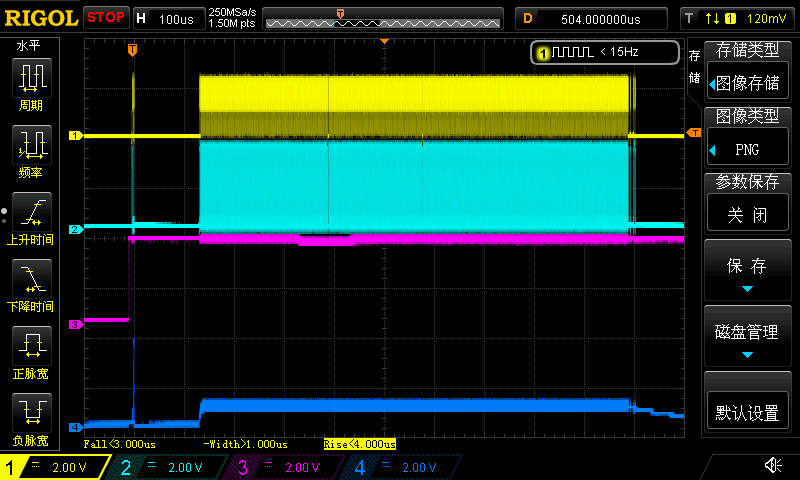 RIGOL STOP H 100us 250MSa/s D 504.000000us T 1 120mV
1.50M pts
T
水平
周期
频率
上升时间
下降时间
正脉宽
负脉宽
T
1 < 15Hz
1
2
3
4
T
Fall<3.000us -Width>1.000us Rise<4.000us
存储
存储类型
图像存储
图像类型
PNG
参数保存
关闭
保存
磁盘管理
默认设置
1 = 2.00 V 2 = 2.00 V 3 = 2.00 V 4 = 2.00 V